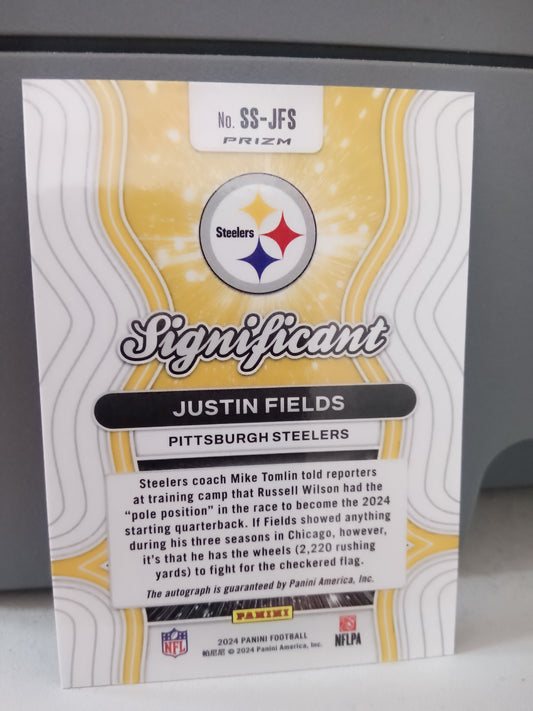 No. SS-JFS
PRIZM
Steelers
Significant
JUSTIN FIELDS
PITTSBURGH STEELERS
Steelers coach Mike Tomlin told reporters
at training camp that Russell Wilson had the
“pole position” in the race to become the 2024
starting quarterback. If Fields showed anything
during his three seasons in Chicago, however,
it's that he has the wheels (2,220 rushing
yards) to fight for the checkered flag.
The autograph is guaranteed by Panini America, Inc.
PANINI
NFL
2024 PANINI FOOTBALL
© 2024 Panini America, Inc.
NFLPA